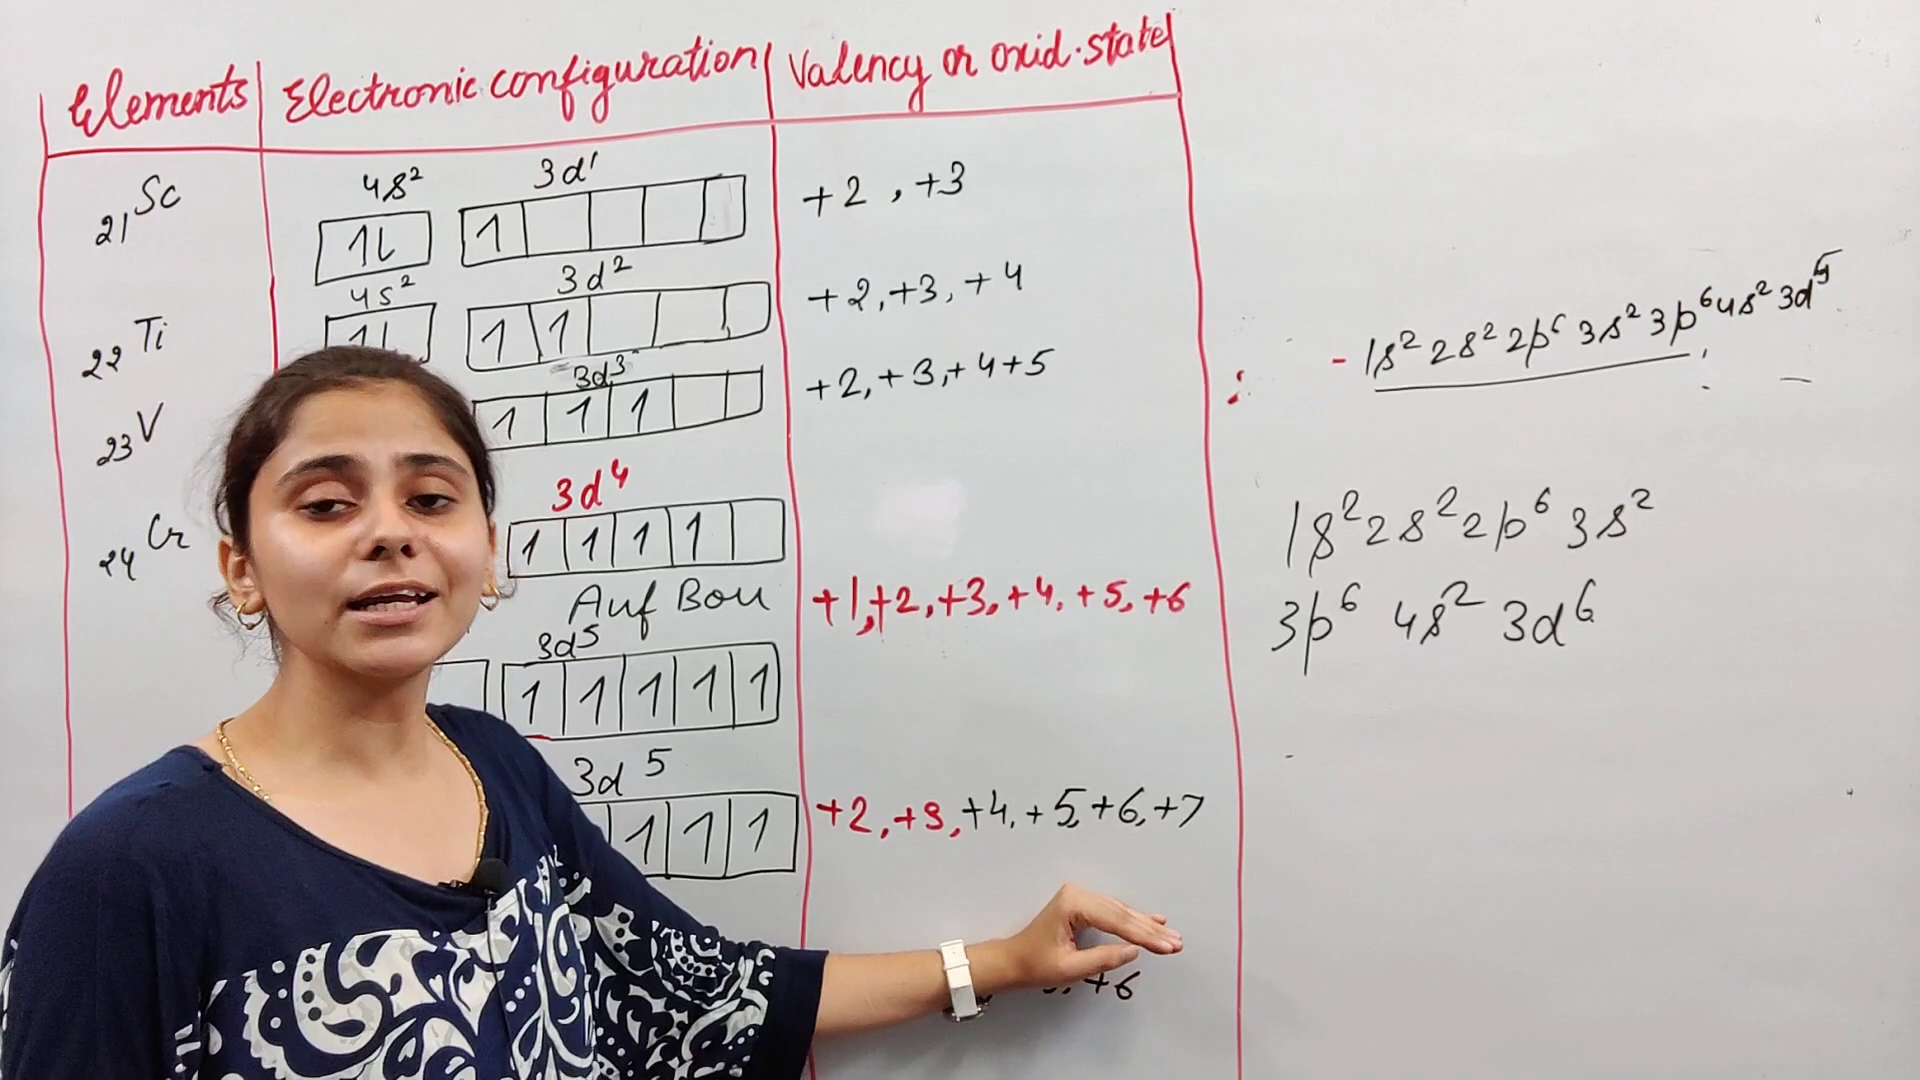 Elements Electronic configuration Valency or oxid.state
21Sc 4s² 3d¹ +2, +3
1L 1
22Ti 4s² 3d² +2, +3, +4
1L 1 1
23V 3d³ +2, +3, +4 +5
1 1 1
24Cr 3d⁴
1 1 1 1
Auf Bau +1, +2, +3, +4, +5, +6
3d⁵
1 1 1 1 1
3d⁵ +2, +3, +4, +5, +6, +7
1 1 1
+6
- 1s² 2s² 2p⁶ 3s² 3p⁶ 4s² 3d⁵
1s² 2s² 2p⁶ 3s²
3p⁶ 4s² 3d⁶